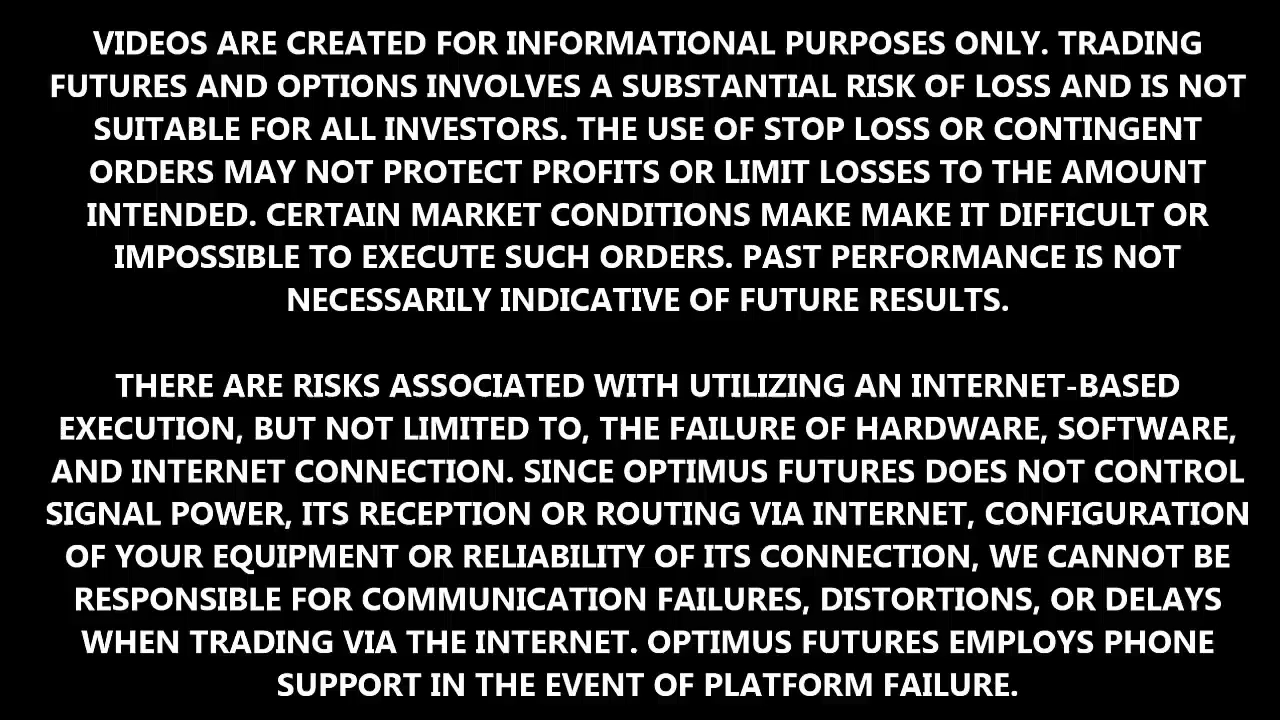 VIDEOS ARE CREATED FOR INFORMATIONAL PURPOSES ONLY. TRADING
FUTURES AND OPTIONS INVOLVES A SUBSTANTIAL RISK OF LOSS AND IS NOT
SUITABLE FOR ALL INVESTORS. THE USE OF STOP LOSS OR CONTINGENT
ORDERS MAY NOT PROTECT PROFITS OR LIMIT LOSSES TO THE AMOUNT
INTENDED. CERTAIN MARKET CONDITIONS MAKE MAKE IT DIFFICULT OR
IMPOSSIBLE TO EXECUTE SUCH ORDERS. PAST PERFORMANCE IS NOT
NECESSARILY INDICATIVE OF FUTURE RESULTS.
THERE ARE RISKS ASSOCIATED WITH UTILIZING AN INTERNET-BASED
EXECUTION, BUT NOT LIMITED TO, THE FAILURE OF HARDWARE, SOFTWARE,
AND INTERNET CONNECTION. SINCE OPTIMUS FUTURES DOES NOT CONTROL
SIGNAL POWER, ITS RECEPTION OR ROUTING VIA INTERNET, CONFIGURATION
OF YOUR EQUIPMENT OR RELIABILITY OF ITS CONNECTION, WE CANNOT BE
RESPONSIBLE FOR COMMUNICATION FAILURES, DISTORTIONS, OR DELAYS
WHEN TRADING VIA THE INTERNET. OPTIMUS FUTURES EMPLOYS PHONE
SUPPORT IN THE EVENT OF PLATFORM FAILURE.